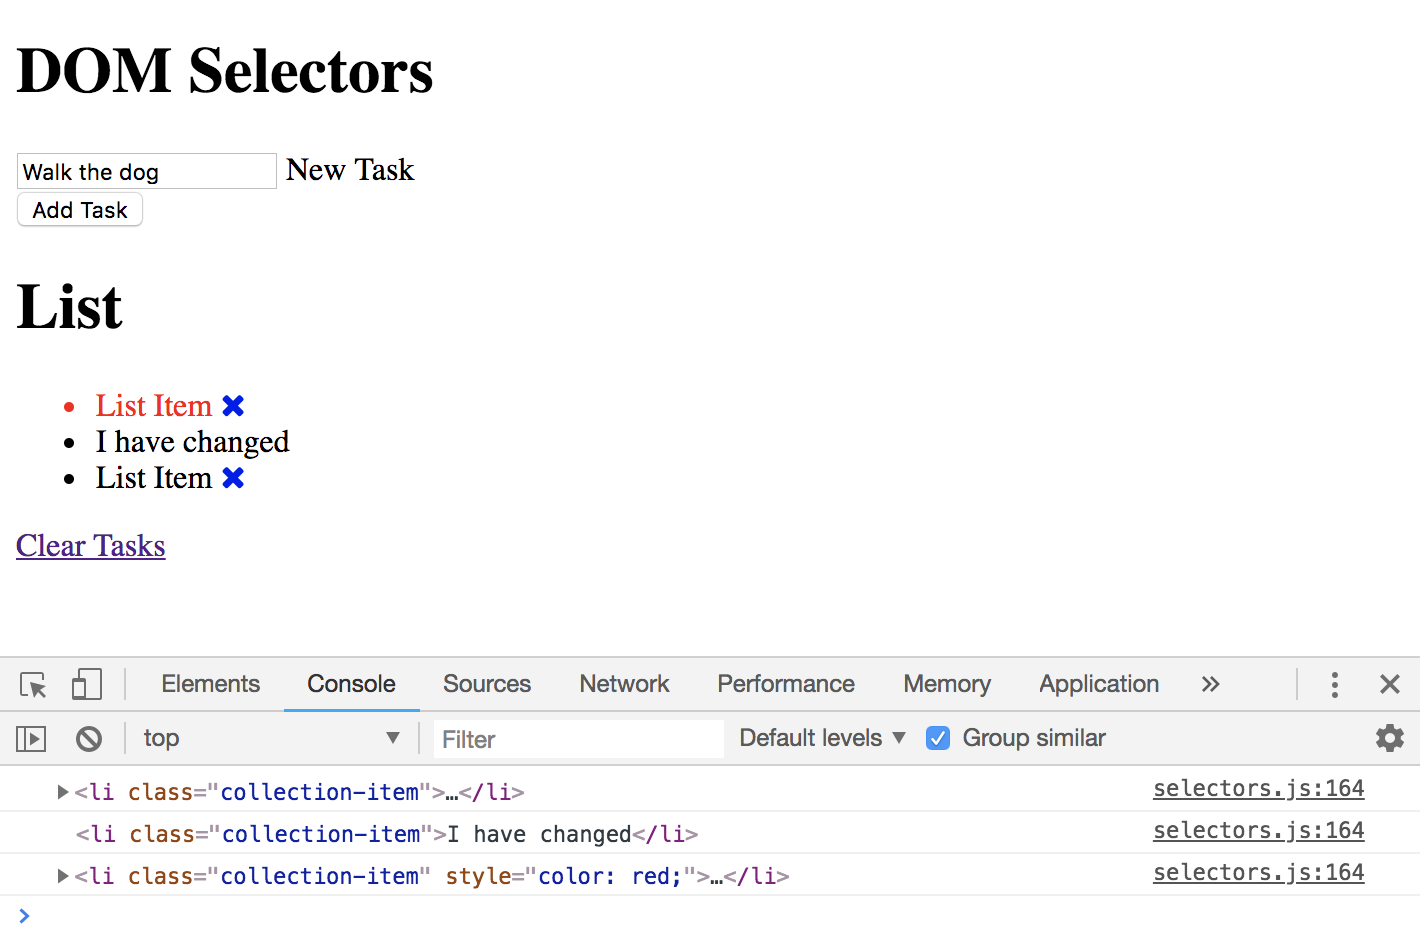 DOM Selectors
Walk the dog New Task
Add Task
List
List Item
I have changed
List Item
Clear Tasks
Elements Console Sources Network Performance Memory Application
top Filter Default levels Group similar
<li class="collection-item">…</li> selectors.js:164
<li class="collection-item">I have changed</li> selectors.js:164
<li class="collection-item" style="color: red;">…</li> selectors.js:164